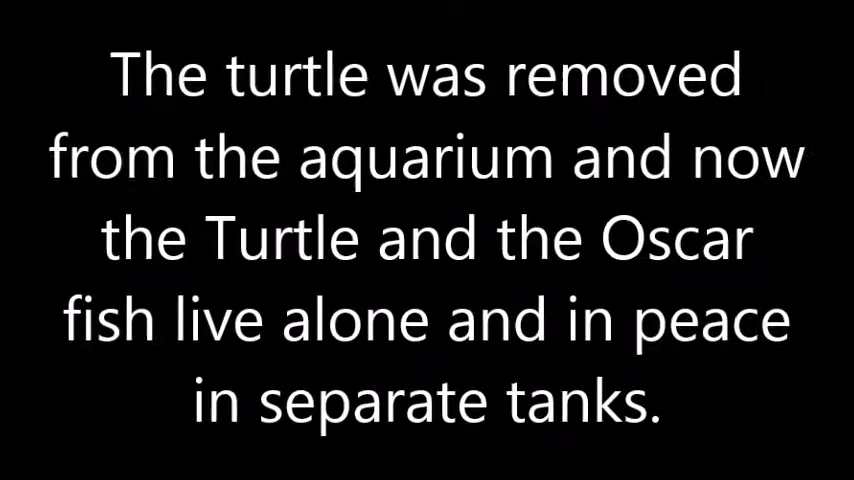 The turtle was removed
from the aquarium and now
the Turtle and the Oscar
fish live alone and in peace
in separate tanks.